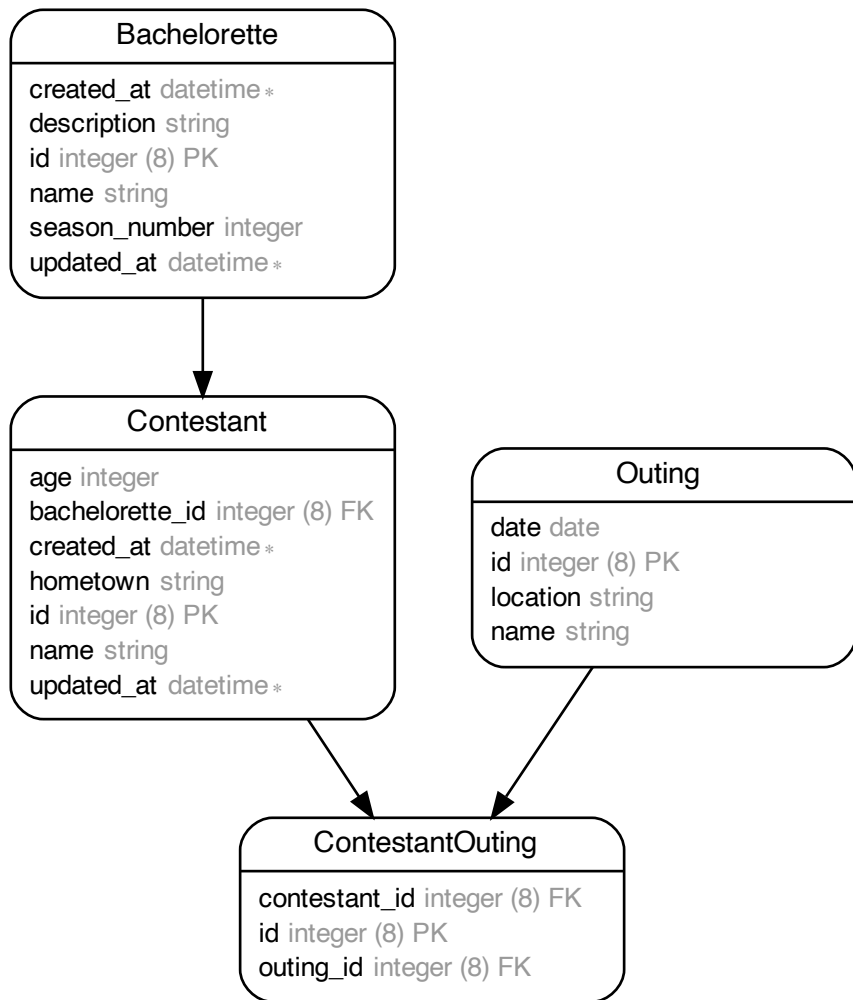 Bachelorette
created_at datetime *
description string
id integer (8) PK
name string
season_number integer
updated_at datetime *
Contestant
age integer
bachelorette_id integer (8) FK
created_at datetime *
hometown string
id integer (8) PK
name string
updated_at datetime *
Outing
date date
id integer (8) PK
location string
name string
ContestantOuting
contestant_id integer (8) FK
id integer (8) PK
outing_id integer (8) FK